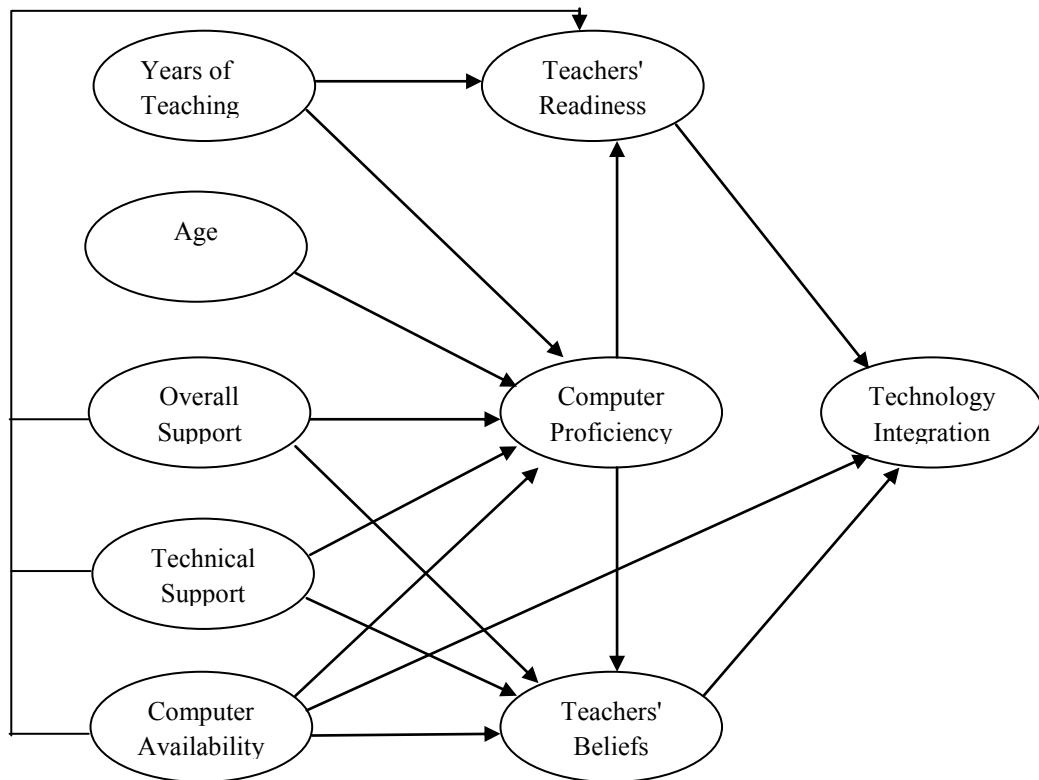 Years of
Teaching
Teachers'
Readiness
Age
Overall
Support
Computer
Proficiency
Technology
Integration
Technical
Support
Computer
Availability
Teachers'
Beliefs